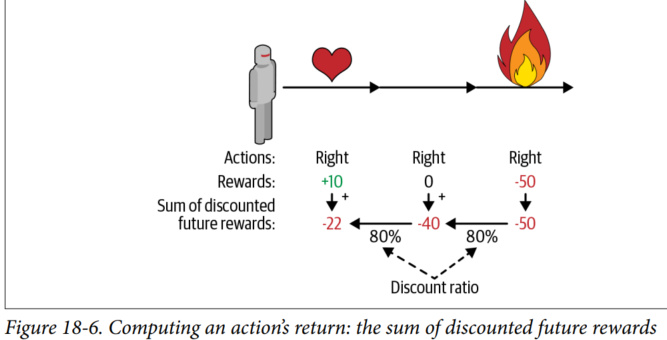 Actions: Right Right Right
Rewards: +10 0 -50
+ +
Sum of discounted
future rewards: -22 -40 -50
80% 80%
Discount ratio
Figure 18-6. Computing an action’s return: the sum of discounted future rewards